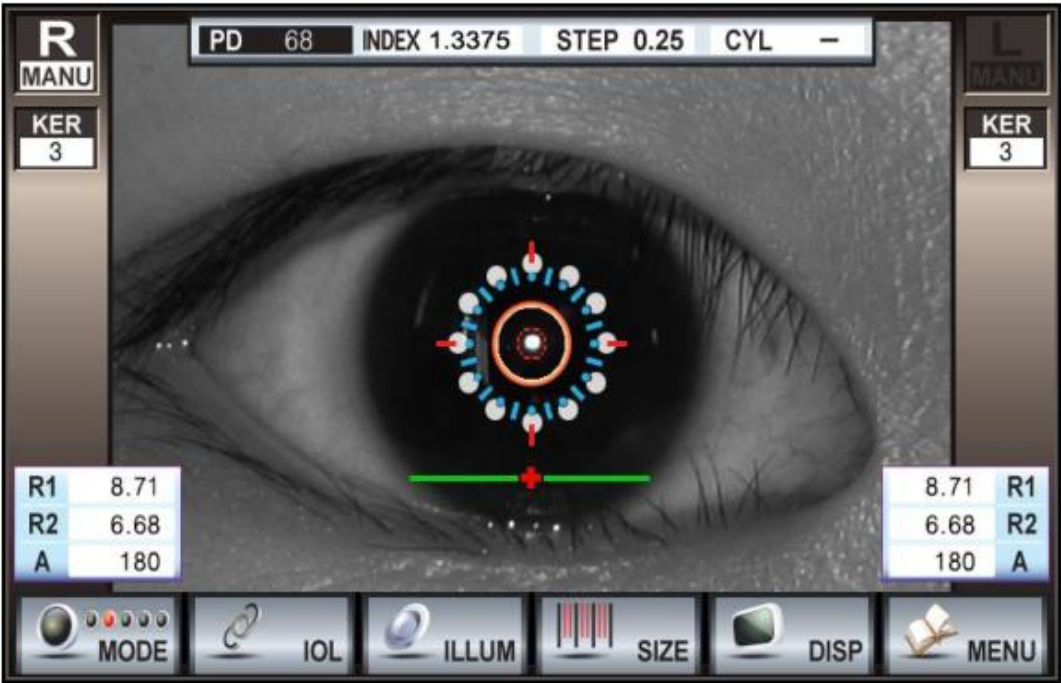 R
MANU
KER
3
PD 68 INDEX 1.3375 STEP 0.25 CYL –
L
MANU
KER
3
R1 8.71
R2 6.68
A 180
8.71 R1
6.68 R2
180 A
MODE IOL ILLUM SIZE DISP MENU